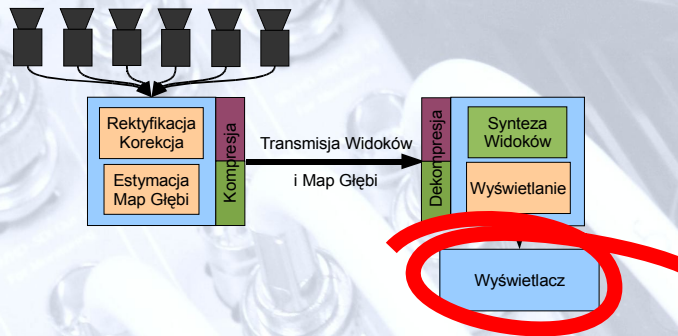 Rektyfikacja
Korekcja
Estymacja
Map Głębi
Kompresja
Transmisja Widoków
i Map Głębi
Dekompresja
Synteza
Widoków
Wyświetlanie
Wyświetlacz